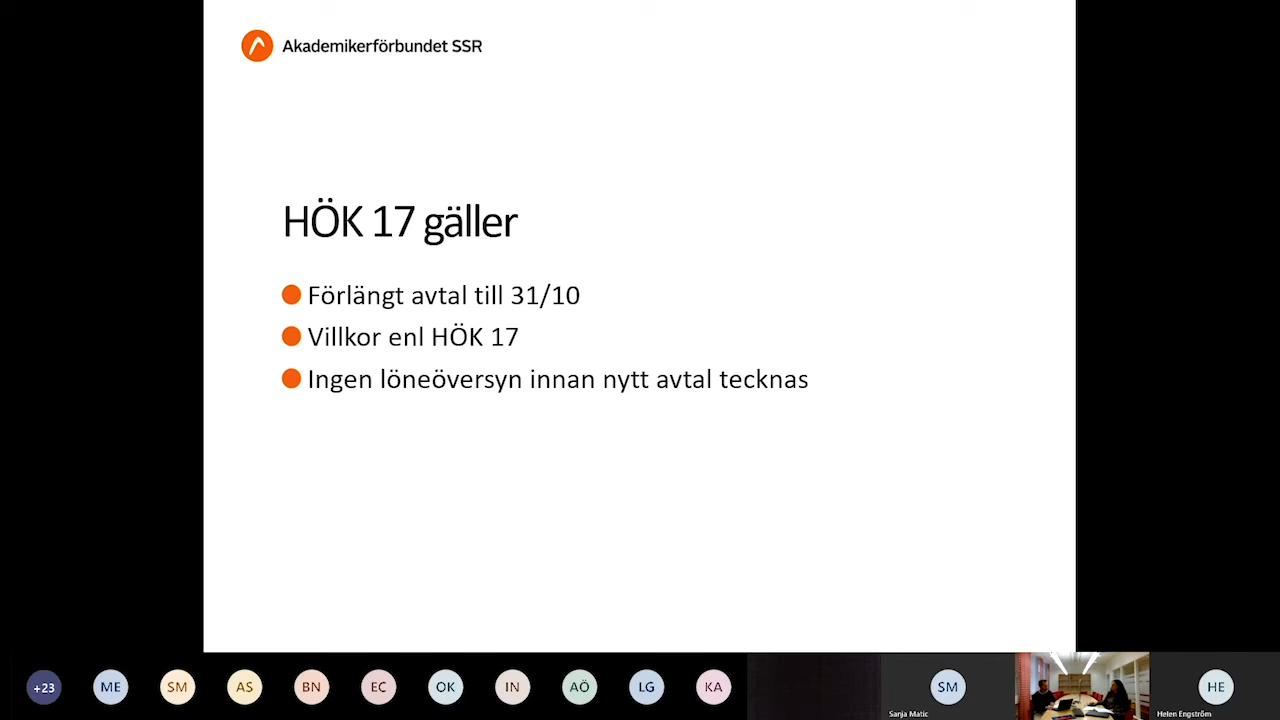 Akademikerförbundet SSR
HÖK 17 gäller
Förlängt avtal till 31/10
Villkor enl HÖK 17
Ingen löneöversyn innan nytt avtal tecknas
+23
ME
SM
AS
BN
EC
OK
IN
AÖ
LG
KA
SM
HE
Sanja Matic
Helen Engström